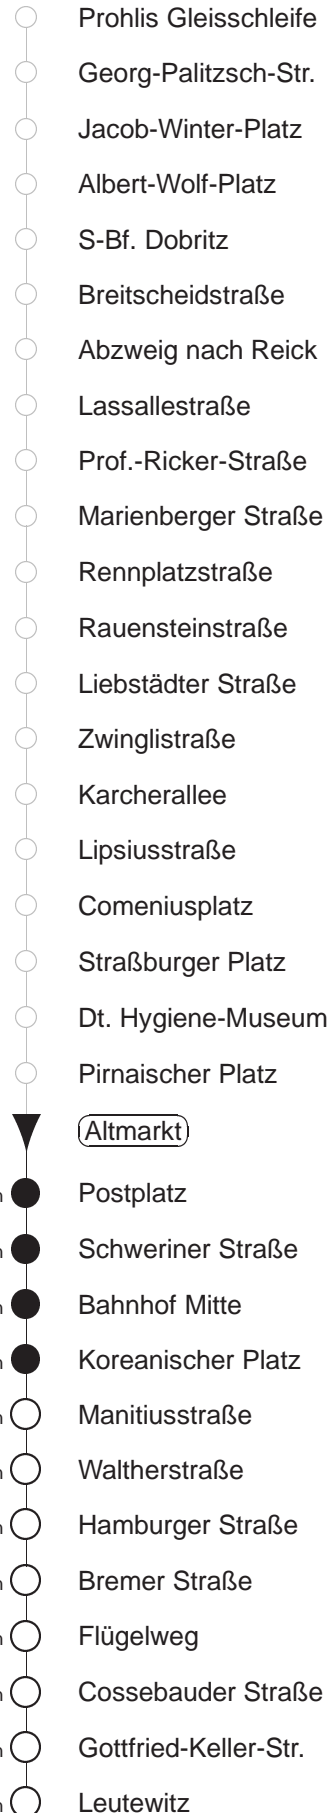 Prohlis Gleisschleife
Georg-Palitzsch-Str.
Jacob-Winter-Platz
Albert-Wolf-Platz
S-Bf. Dobritz
Breitscheidstraße
Abzweig nach Reick
Lassallestraße
Prof.-Ricker-Straße
Marienberger Straße
Rennplatzstraße
Rauensteinstraße
Liebstädter Straße
Zwinglistraße
Karcherallee
Lipsiusstraße
Comeniusplatz
Straßburger Platz
Dt. Hygiene-Museum
Pirnaischer Platz
Altmarkt
Postplatz
Schweriner Straße
Bahnhof Mitte
Koreanischer Platz
Manitiusstraße
Waltherstraße
Hamburger Straße
Bremer Straße
Flügelweg
Cossebauder Straße
Gottfried-Keller-Str.
Leutewitz